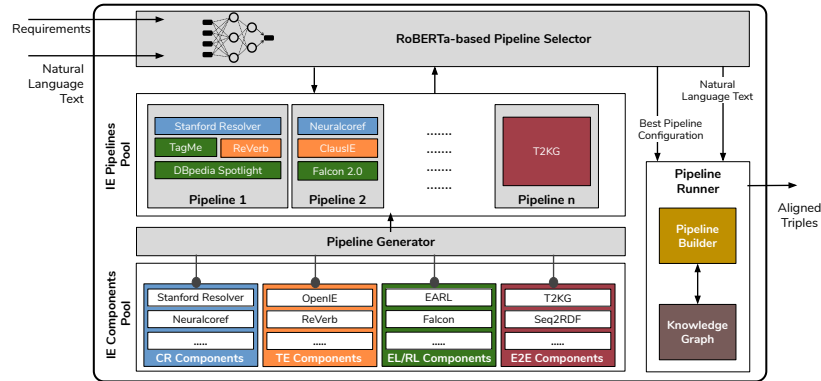 Requirements
Natural
Language
Text
RoBERTa-based Pipeline Selector
IE Pipelines
Pool
Stanford Resolver
TagMe
ReVerb
DBpedia Spotlight
Pipeline 1
Neuralcoref
ClausIE
Falcon 2.0
Pipeline 2
........
........
........
........
T2KG
Pipeline n
Best Pipeline
Configuration
Natural
Language Text
Pipeline
Runner
Pipeline
Builder
Knowledge
Graph
Aligned
Triples
Pipeline Generator
IE Components
Pool
Stanford Resolver
Neuralcoref
.....
CR Components
OpenIE
ReVerb
.....
TE Components
EARL
Falcon
.....
EL/RL Components
T2KG
Seq2RDF
.....
E2E Components